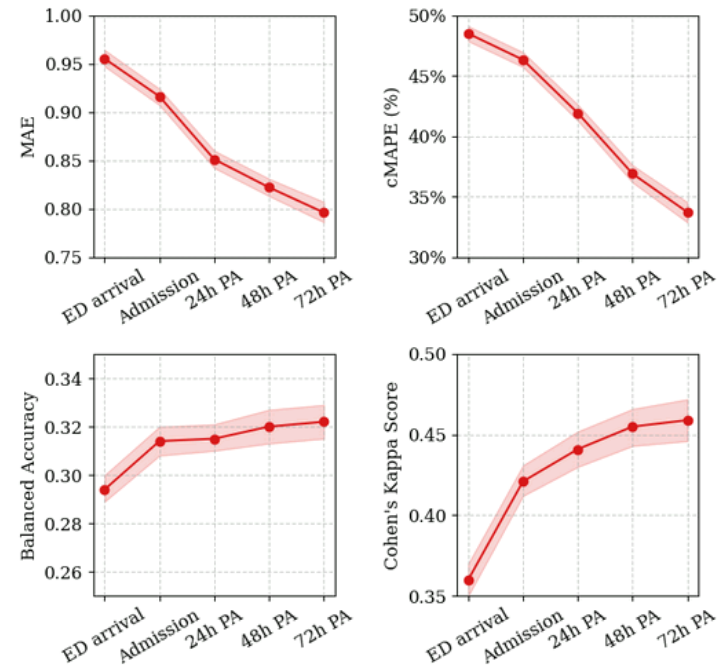 1.00
0.95
0.90
0.85
0.80
0.75
MAE
ED arrival
Admission
24h PA
48h PA
72h PA
50%
45%
40%
35%
30%
cMAPE (%)
ED arrival
Admission
24h PA
48h PA
72h PA
0.34
0.32
0.30
0.28
0.26
Balanced Accuracy
ED arrival
Admission
24h PA
48h PA
72h PA
0.50
0.45
0.40
0.35
Cohen's Kappa Score
ED arrival
Admission
24h PA
48h PA
72h PA